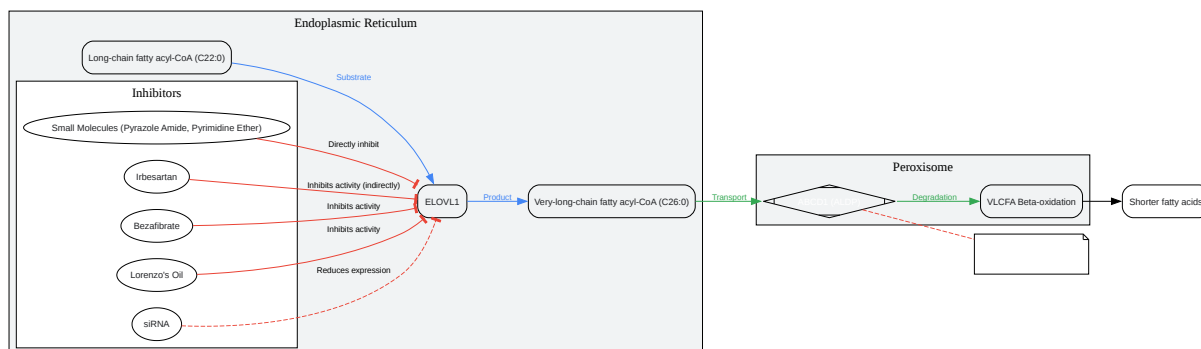 Endoplasmic Reticulum
Long-chain fatty acyl-CoA (C22:0)
Substrate
Inhibitors
Small Molecules (Pyrazole Amide, Pyrimidine Ether)
Directly inhibit
Irbesartan
Inhibits activity (indirectly)
Bezafibrate
Inhibits activity
Inhibits activity
Lorenzo's Oil
Reduces expression
siRNA
ELOVL1
Product
Very-long-chain fatty acyl-CoA (C26:0)
Transport
Peroxisome
Degradation
VLCFA Beta-oxidation
Shorter fatty acids